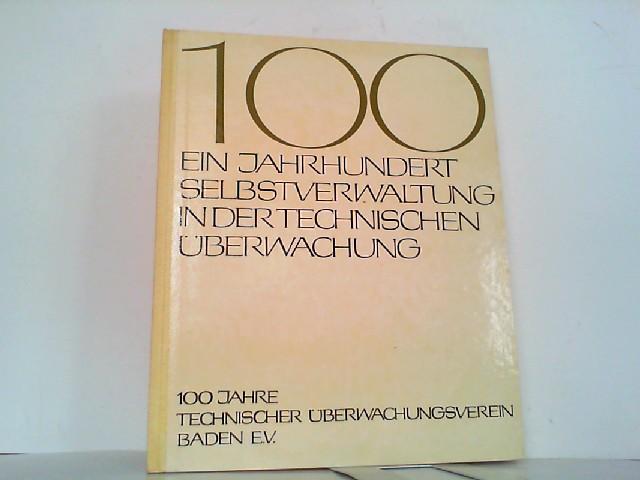 100
EIN JAHRHUNDERT
SELBSTVERWALTUNG
IN DER TECHNISCHEN
ÜBERWACHUNG
100 JAHRE
TECHNISCHER ÜBERWACHUNGSVEREIN
BADEN E.V.